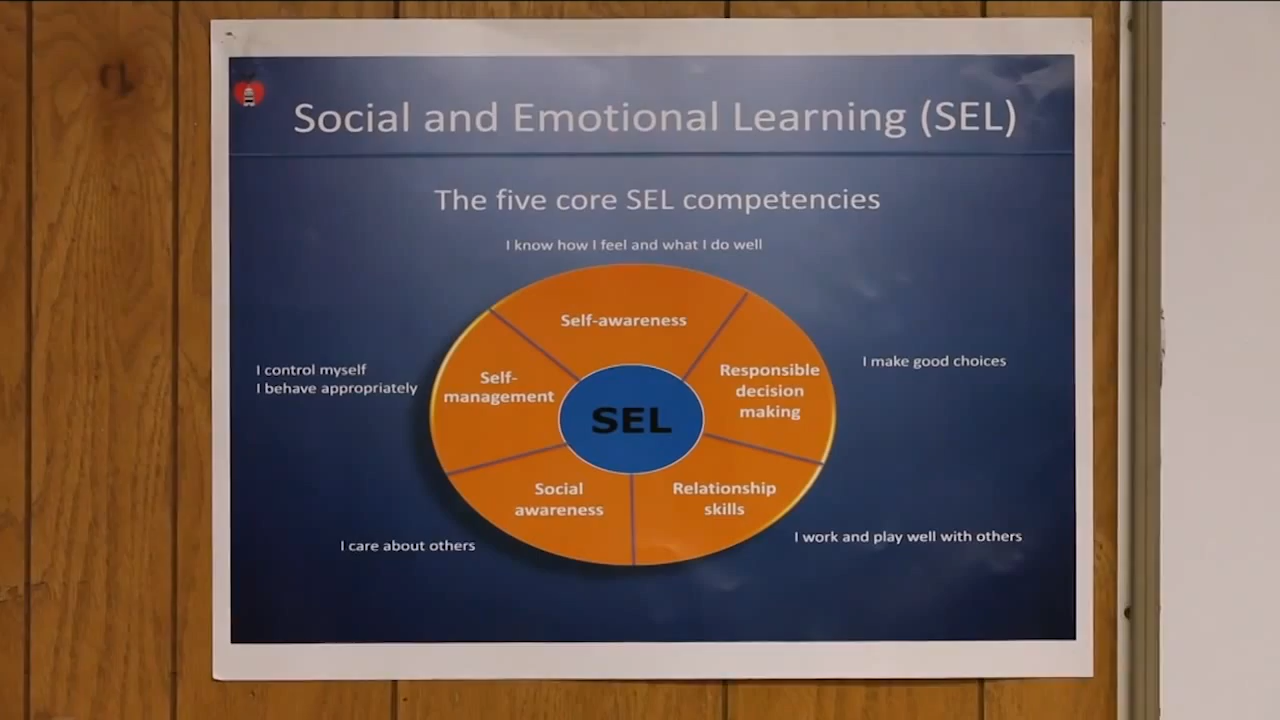 Social and Emotional Learning (SEL)
The five core SEL competencies
I know how I feel and what I do well
Self-awareness
I control myself
I behave appropriately
Self-
management
SEL
Responsible
decision
making
I make good choices
Social
awareness
Relationship
skills
I care about others
I work and play well with others